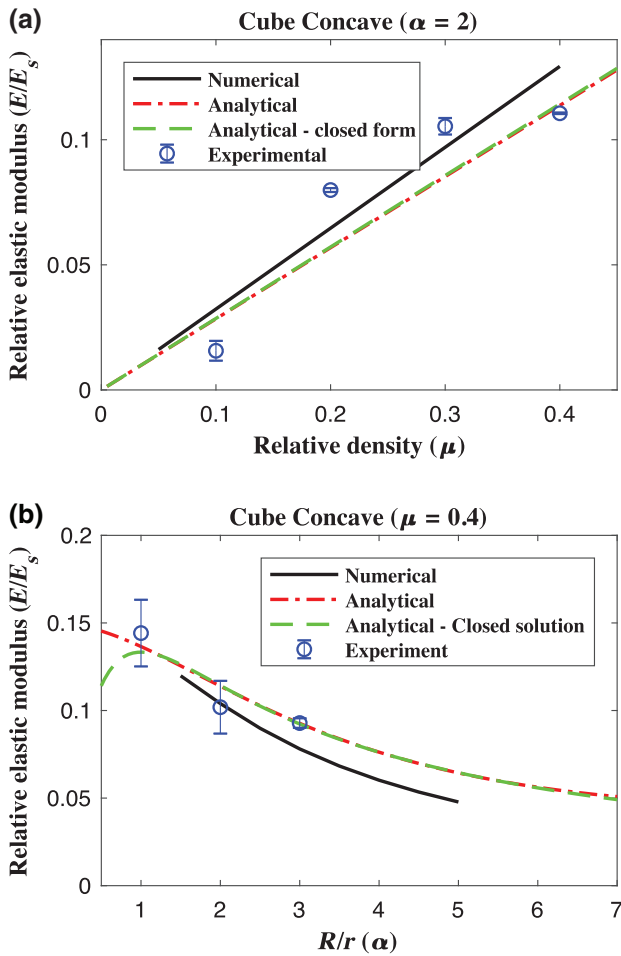 (a)
Cube Concave (α = 2)
Relative elastic modulus (E/E_s)
0.1
0.05
0
Numerical
Analytical
Analytical - closed form
Experimental
0 0.1 0.2 0.3 0.4
Relative density (μ)
(b)
Cube Concave (μ = 0.4)
Relative elastic modulus (E/E_s)
0.2
0.15
0.1
0.05
0
Numerical
Analytical
Analytical - Closed solution
Experiment
1 2 3 4 5 6 7
R/r (α)